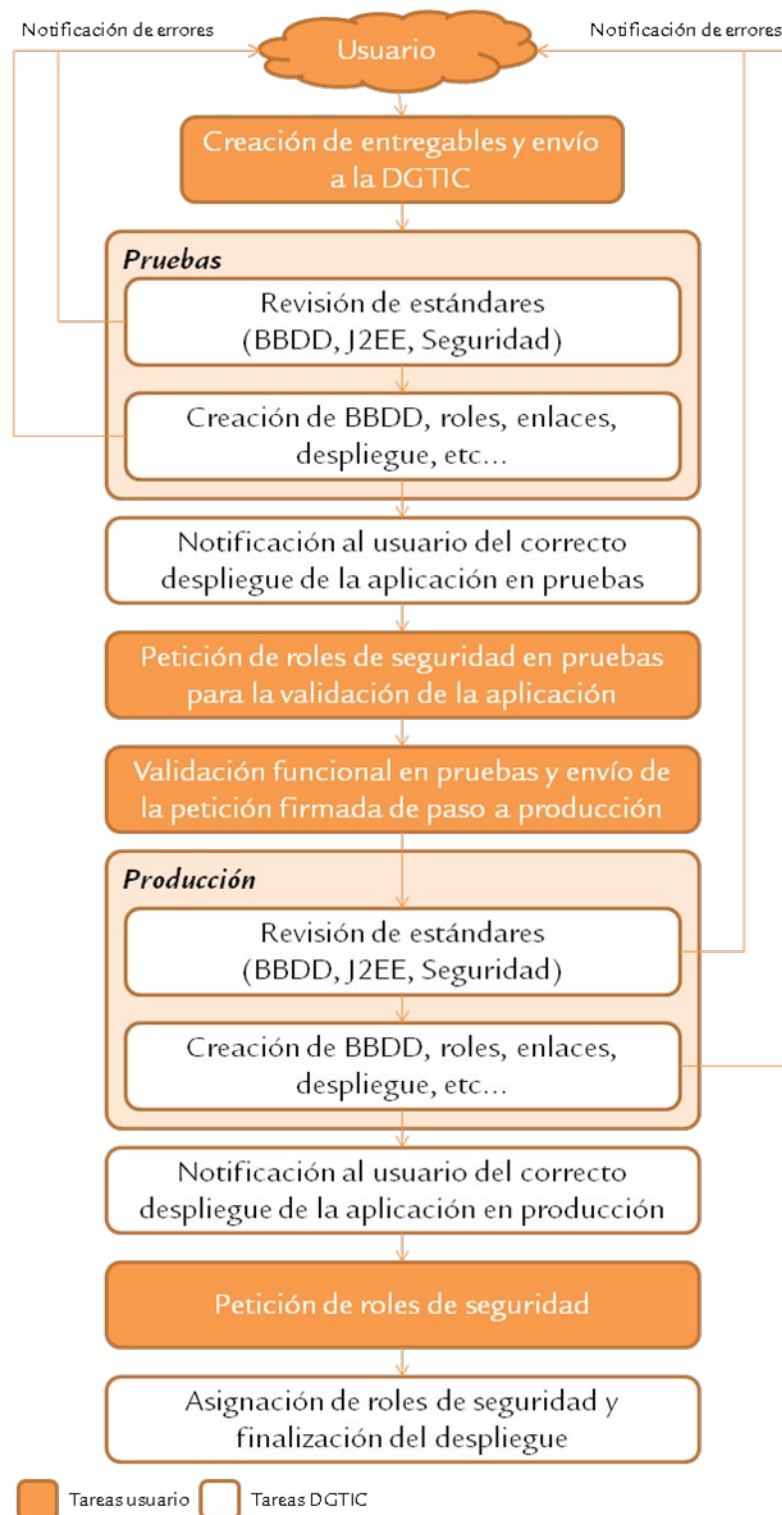 Notificación de errores
Usuario
Notificación de errores
Creación de entregables y envío
a la DGTIC
Pruebas
Revisión de estándares
(BBDD, J2EE, Seguridad)
Creación de BBDD, roles, enlaces,
despliegue, etc...
Notificación al usuario del correcto
despliegue de la aplicación en pruebas
Petición de roles de seguridad en pruebas
para la validación de la aplicación
Validación funcional en pruebas y envío de
la petición firmada de paso a producción
Producción
Revisión de estándares
(BBDD, J2EE, Seguridad)
Creación de BBDD, roles, enlaces,
despliegue, etc...
Notificación al usuario del correcto
despliegue de la aplicación en producción
Petición de roles de seguridad
Asignación de roles de seguridad y
finalización del despliegue
Tareas usuario
Tareas DGTIC